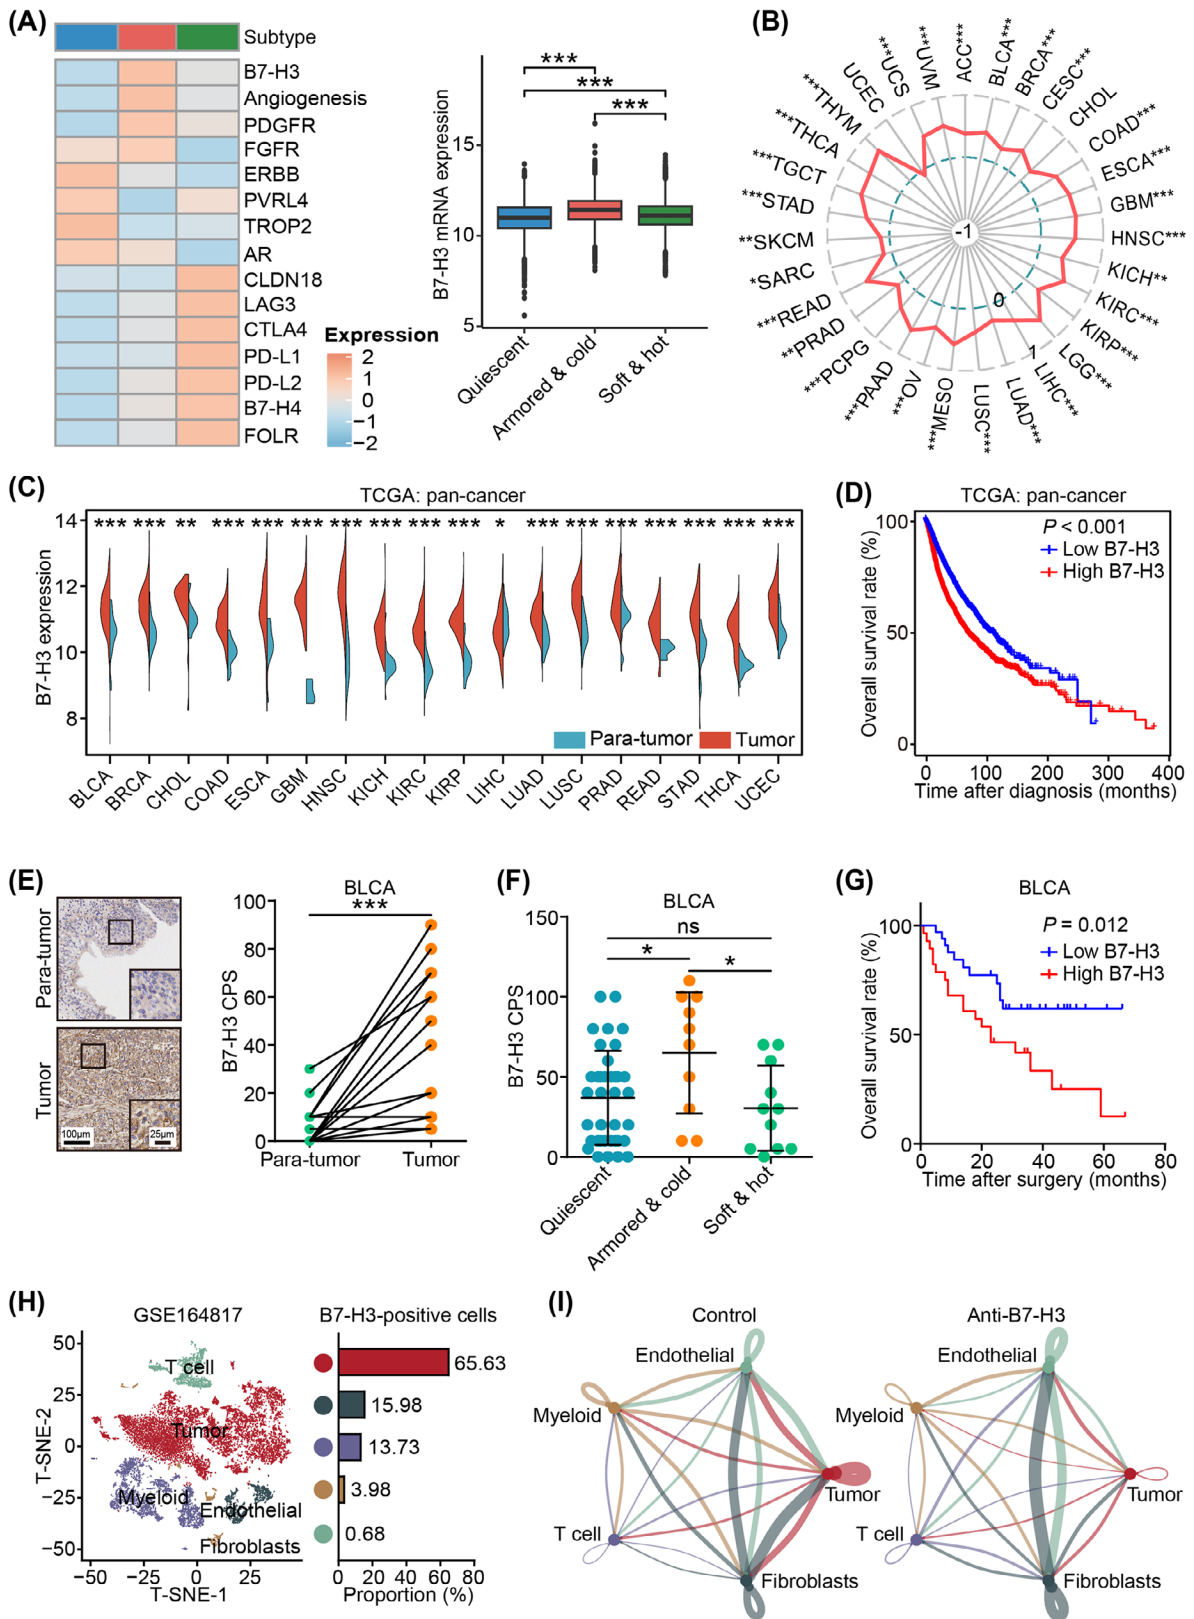 (A)
Subtype
B7-H3
Angiogenesis
PDGFR
FGFR
ERBB
PVRL4
TROP2
AR
CLDN18
LAG3
CTLA4
PD-L1
PD-L2
B7-H4
FOLR
Expression
2
1
0
−1
−2
B7-H3 mRNA expression
15
10
5
***
***
***
Quiescent
Armored & cold
Soft & hot
(B)
ACC***
BLCA***
BRCA***
CESC***
CHOL
COAD***
ESCA***
GBM***
HNSC***
KICH**
KIRC***
KIRP***
LGG***
LIHC***
LUAD***
LUSC***
***MESO
***OV
***PAAD
***PCPG
**PRAD
***READ
*SARC
**SKCM
***STAD
***TGCT
***THCA
***THYM
UCEC
***UCS
***UVM
-1
0
1
(C)
TCGA: pan-cancer
B7-H3 expression
14
12
10
8
*** *** ** *** *** *** *** *** *** *** * *** *** *** *** *** *** ***
Para-tumor Tumor
BLCA BRCA CHOL COAD ESCA GBM HNSC KICH KIRC KIRP LIHC LUAD LUSC PRAD READ STAD THCA UCEC
(D)
TCGA: pan-cancer
Overall survival rate (%)
100
50
0
P < 0.001
Low B7-H3
High B7-H3
0 100 200 300 400
Time after diagnosis (months)
(E)
Para-tumor
Tumor
100μm
25μm
BLCA
***
B7-H3 CPS
100
80
60
40
20
0
Para-tumor Tumor
(F)
BLCA
B7-H3 CPS
150
100
50
0
ns
*
*
Quiescent
Armored & cold
Soft & hot
(G)
BLCA
Overall survival rate (%)
100
50
0
P = 0.012
Low B7-H3
High B7-H3
0 20 40 60 80
Time after surgery (months)
(H)
GSE164817
T-SNE-2
50
25
0
−25
−50
T cell
Tumor
Myeloid
Endothelial
Fibroblasts
−50 −25 0 25
T-SNE-1
B7-H3-positive cells
65.63
15.98
13.73
3.98
0.68
0 20 40 60 80
Proportion (%)
(I)
Control
Endothelial
Myeloid
Tumor
T cell
Fibroblasts
Anti-B7-H3
Endothelial
Myeloid
Tumor
T cell
Fibroblasts